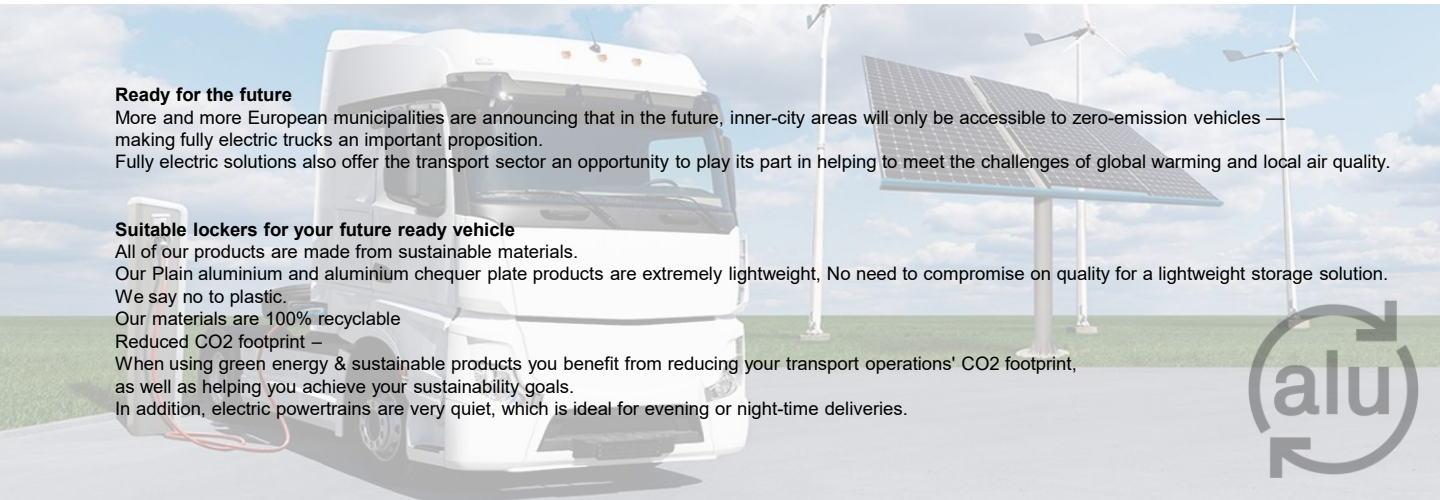 Ready for the future
More and more European municipalities are announcing that in the future, inner-city areas will only be accessible to zero-emission vehicles —
making fully electric trucks an important proposition.
Fully electric solutions also offer the transport sector an opportunity to play its part in helping to meet the challenges of global warming and local air quality.
Suitable lockers for your future ready vehicle
All of our products are made from sustainable materials.
Our Plain aluminium and aluminium chequer plate products are extremely lightweight, No need to compromise on quality for a lightweight storage solution.
We say no to plastic.
Our materials are 100% recyclable
Reduced CO2 footprint –
When using green energy & sustainable products you benefit from reducing your transport operations' CO2 footprint,
as well as helping you achieve your sustainability goals.
In addition, electric powertrains are very quiet, which is ideal for evening or night-time deliveries.
alu